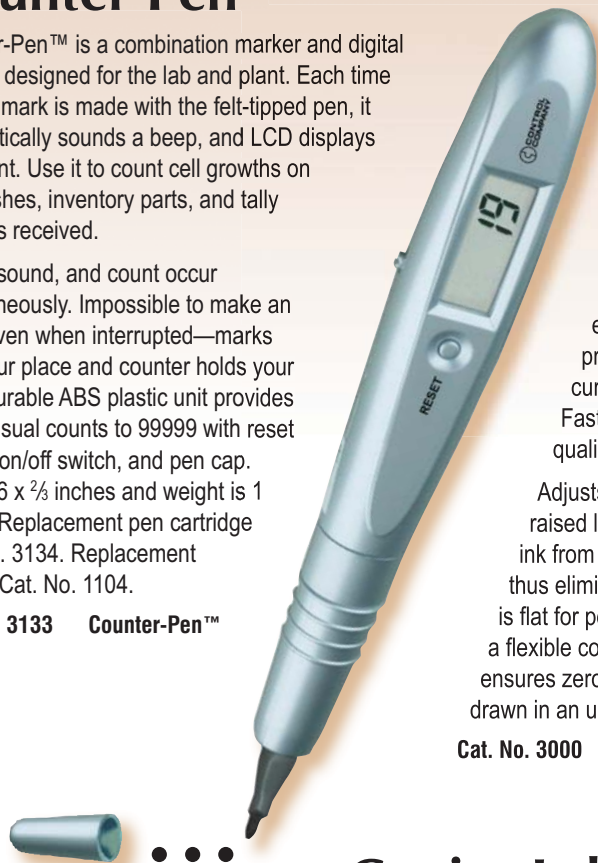 unter-Pen
r-Pen™ is a combination marker and digital
designed for the lab and plant. Each time
mark is made with the felt-tipped pen, it
tically sounds a beep, and LCD displays
nt. Use it to count cell growths on
shes, inventory parts, and tally
s received.
sound, and count occur
neously. Impossible to make an
ven when interrupted—marks
ur place and counter holds your
urable ABS plastic unit provides
sual counts to 99999 with reset
on/off switch, and pen cap.
6 x ⅔ inches and weight is 1
Replacement pen cartridge
. 3134. Replacement
Cat. No. 1104.
3133 Counter-Pen™
CONTROL
COMPANY
19
RESET
e
pr
cur
Fast
quali
Adjusts
raised l
ink from
thus elimi
is flat for p
a flexible co
ensures zero
drawn in an u
Cat. No. 3000